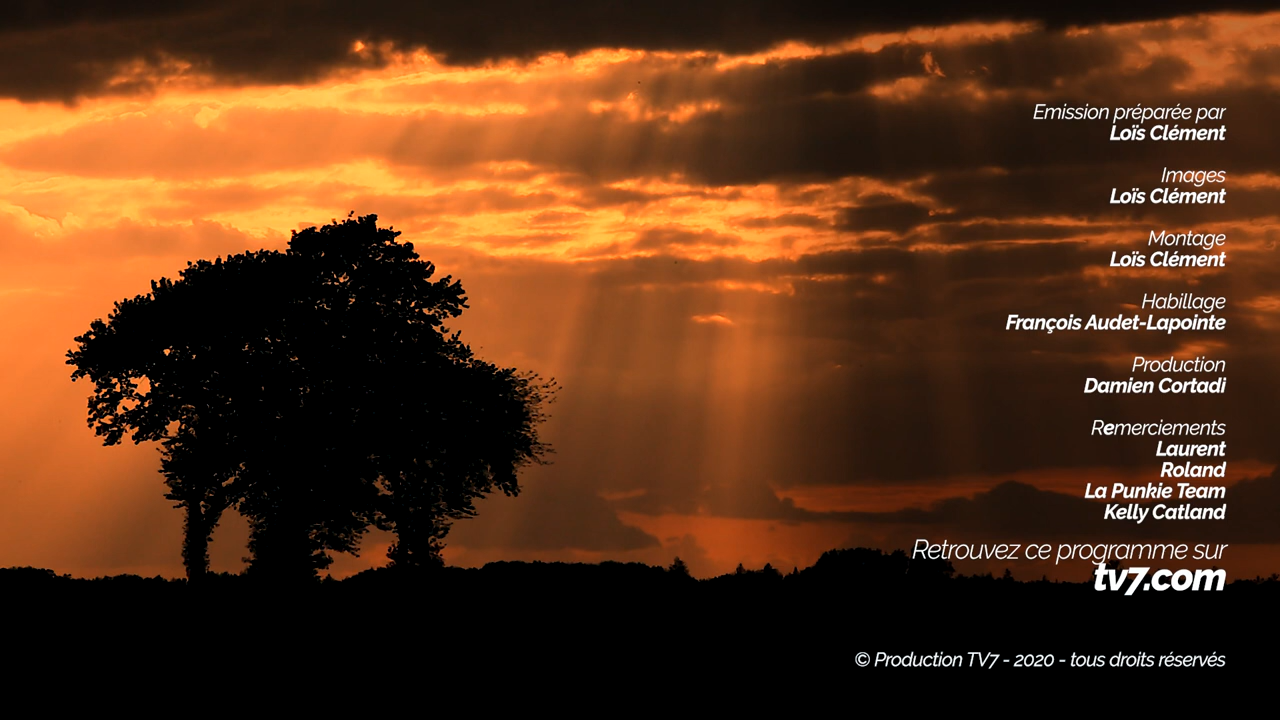 Emission préparée par
Loïs Clément
Images
Loïs Clément
Montage
Loïs Clément
Habillage
François Audet-Lapointe
Production
Damien Cortadi
Remerciements
Laurent
Roland
La Punkie Team
Kelly Catland
Retrouvez ce programme sur
tv7.com
© Production TV7 - 2020 - tous droits réservés